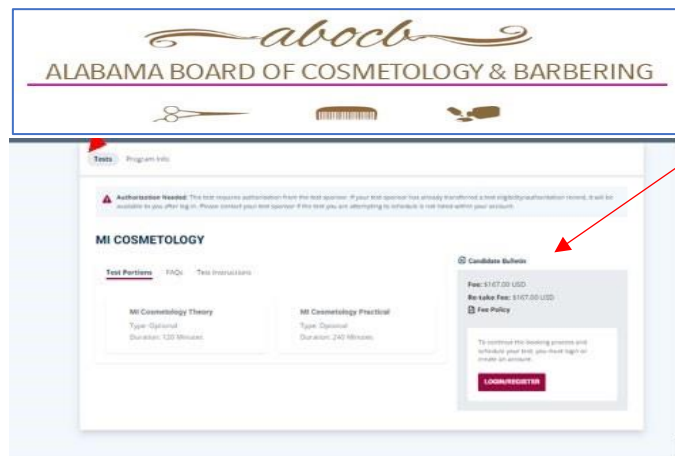 abocb
ALABAMA BOARD OF COSMETOLOGY & BARBERING
Tests Program Info
Authorization Needed: This test requires authorization from the test sponsor. If your test sponsor has already transferred a test eligibility/authorization record, it will be
available to you after log in. Please contact your test sponsor if the test you are attempting to schedule is not listed within your account.
MI COSMETOLOGY
Candidate Bulletin
Test Portions FAQs Test Instructions
Fee: $167.00 USD
Re-take Fee: $167.00 USD
Fee Policy
MI Cosmetology Theory
Type: Optional
Duration: 120 Minutes
MI Cosmetology Practical
Type: Optional
Duration: 240 Minutes
To continue the booking process and
schedule your test, you must login or
create an account.
LOGIN/REGISTER